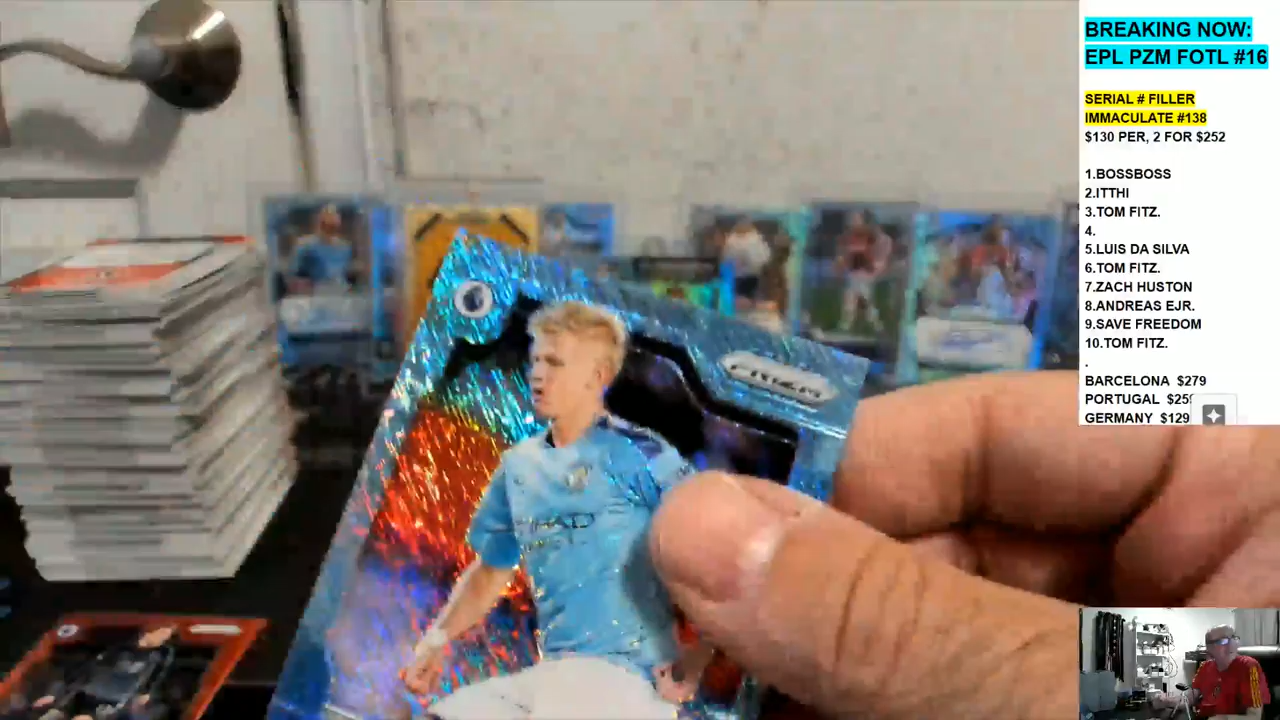 BREAKING NOW:
EPL PZM FOTL #16
SERIAL # FILLER
IMMACULATE #138
$130 PER, 2 FOR $252
1.BOSSBOSS
2.ITTHI
3.TOM FITZ.
4.
5.LUIS DA SILVA
6.TOM FITZ.
7.ZACH HUSTON
8.ANDREAS EJR.
9.SAVE FREEDOM
10.TOM FITZ.
.
BARCELONA $279
PORTUGAL
GERMANY $129
PRIZM
ETIHAD